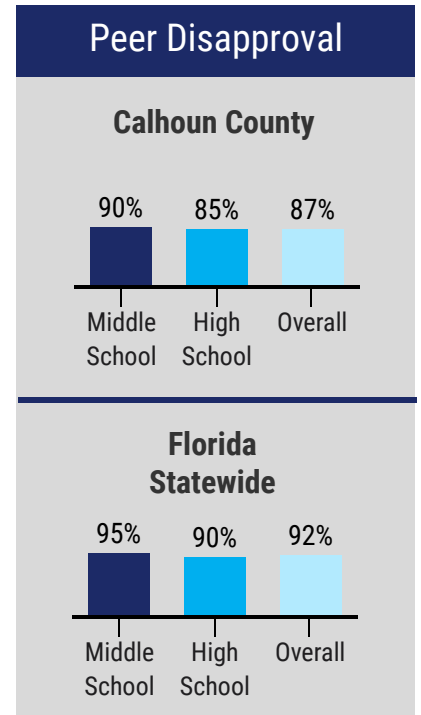 Peer Disapproval
Calhoun County
90% 85% 87%
Middle School
High School
Overall
Florida
Statewide
95% 90% 92%
Middle School
High School
Overall